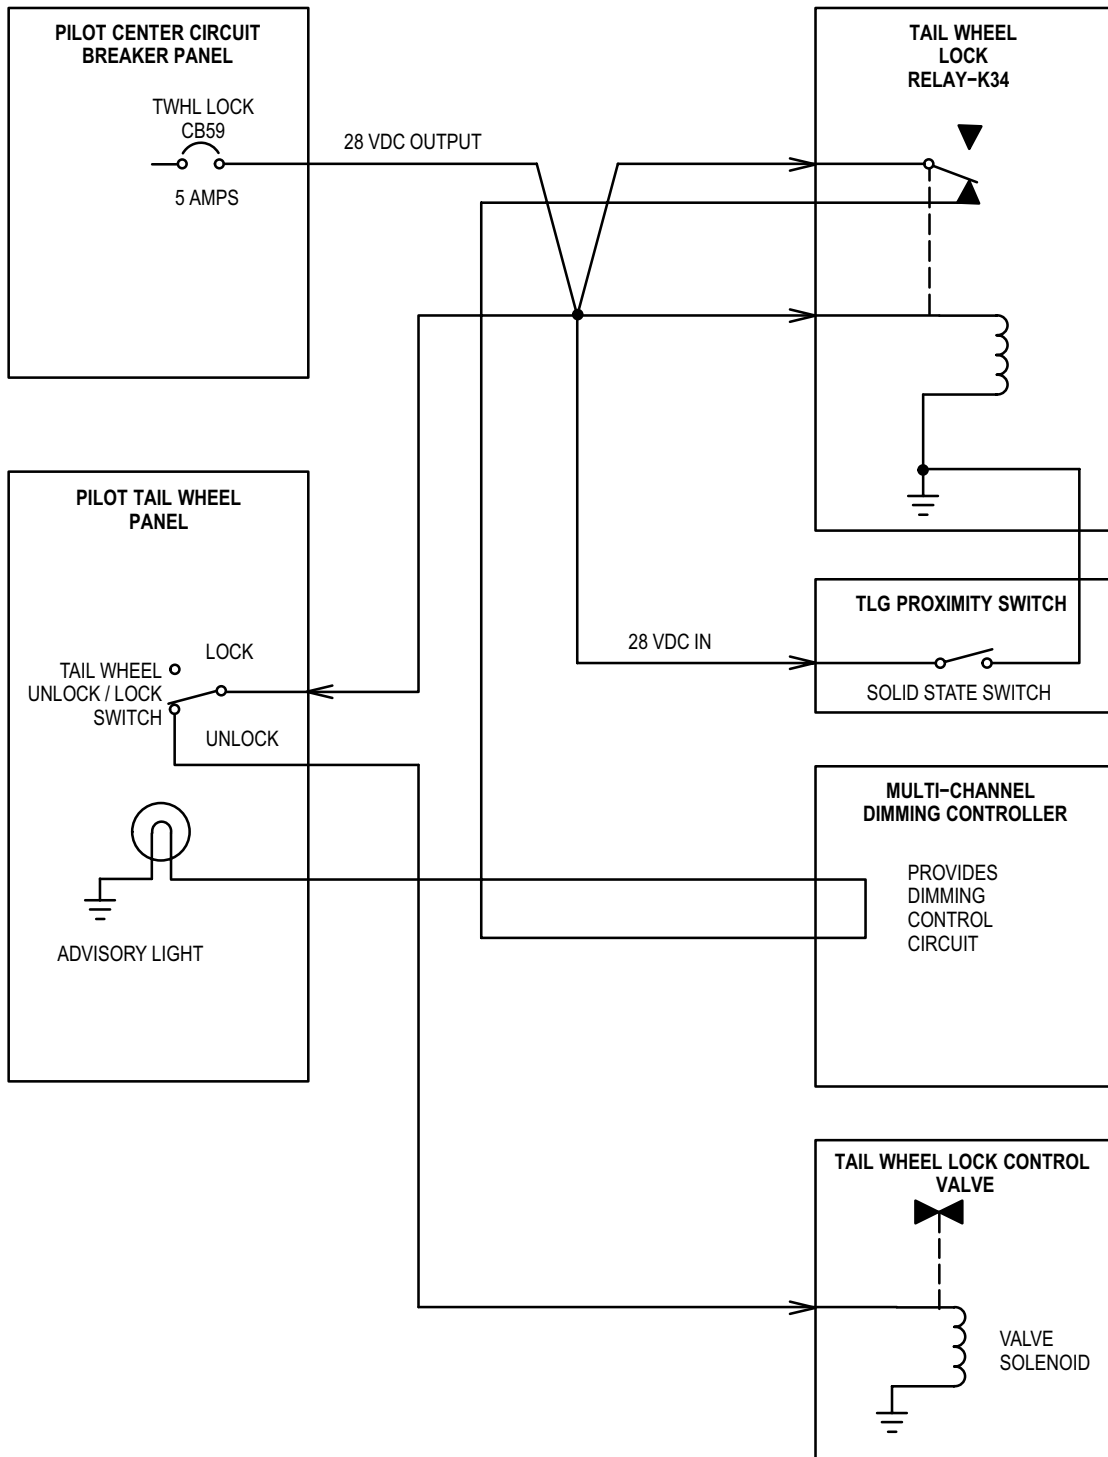 PILOT CENTER CIRCUIT
BREAKER PANEL
TWHL LOCK
CB59
5 AMPS
28 VDC OUTPUT
TAIL WHEEL
LOCK
RELAY−K34
PILOT TAIL WHEEL
PANEL
LOCK
TAIL WHEEL
UNLOCK / LOCK
SWITCH
UNLOCK
ADVISORY LIGHT
28 VDC IN
TLG PROXIMITY SWITCH
SOLID STATE SWITCH
MULTI−CHANNEL
DIMMING CONTROLLER
PROVIDES
DIMMING
CONTROL
CIRCUIT
TAIL WHEEL LOCK CONTROL
VALVE
VALVE
SOLENOID